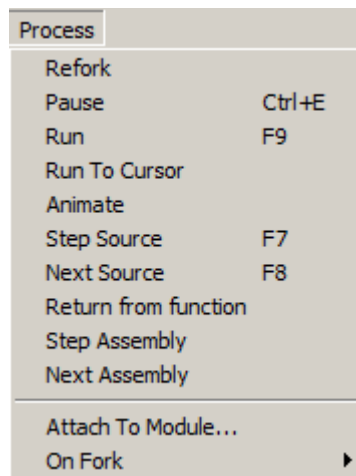 Process
Refork
Pause Ctrl+E
Run F9
Run To Cursor
Animate
Step Source F7
Next Source F8
Return from function
Step Assembly
Next Assembly
Attach To Module...
On Fork